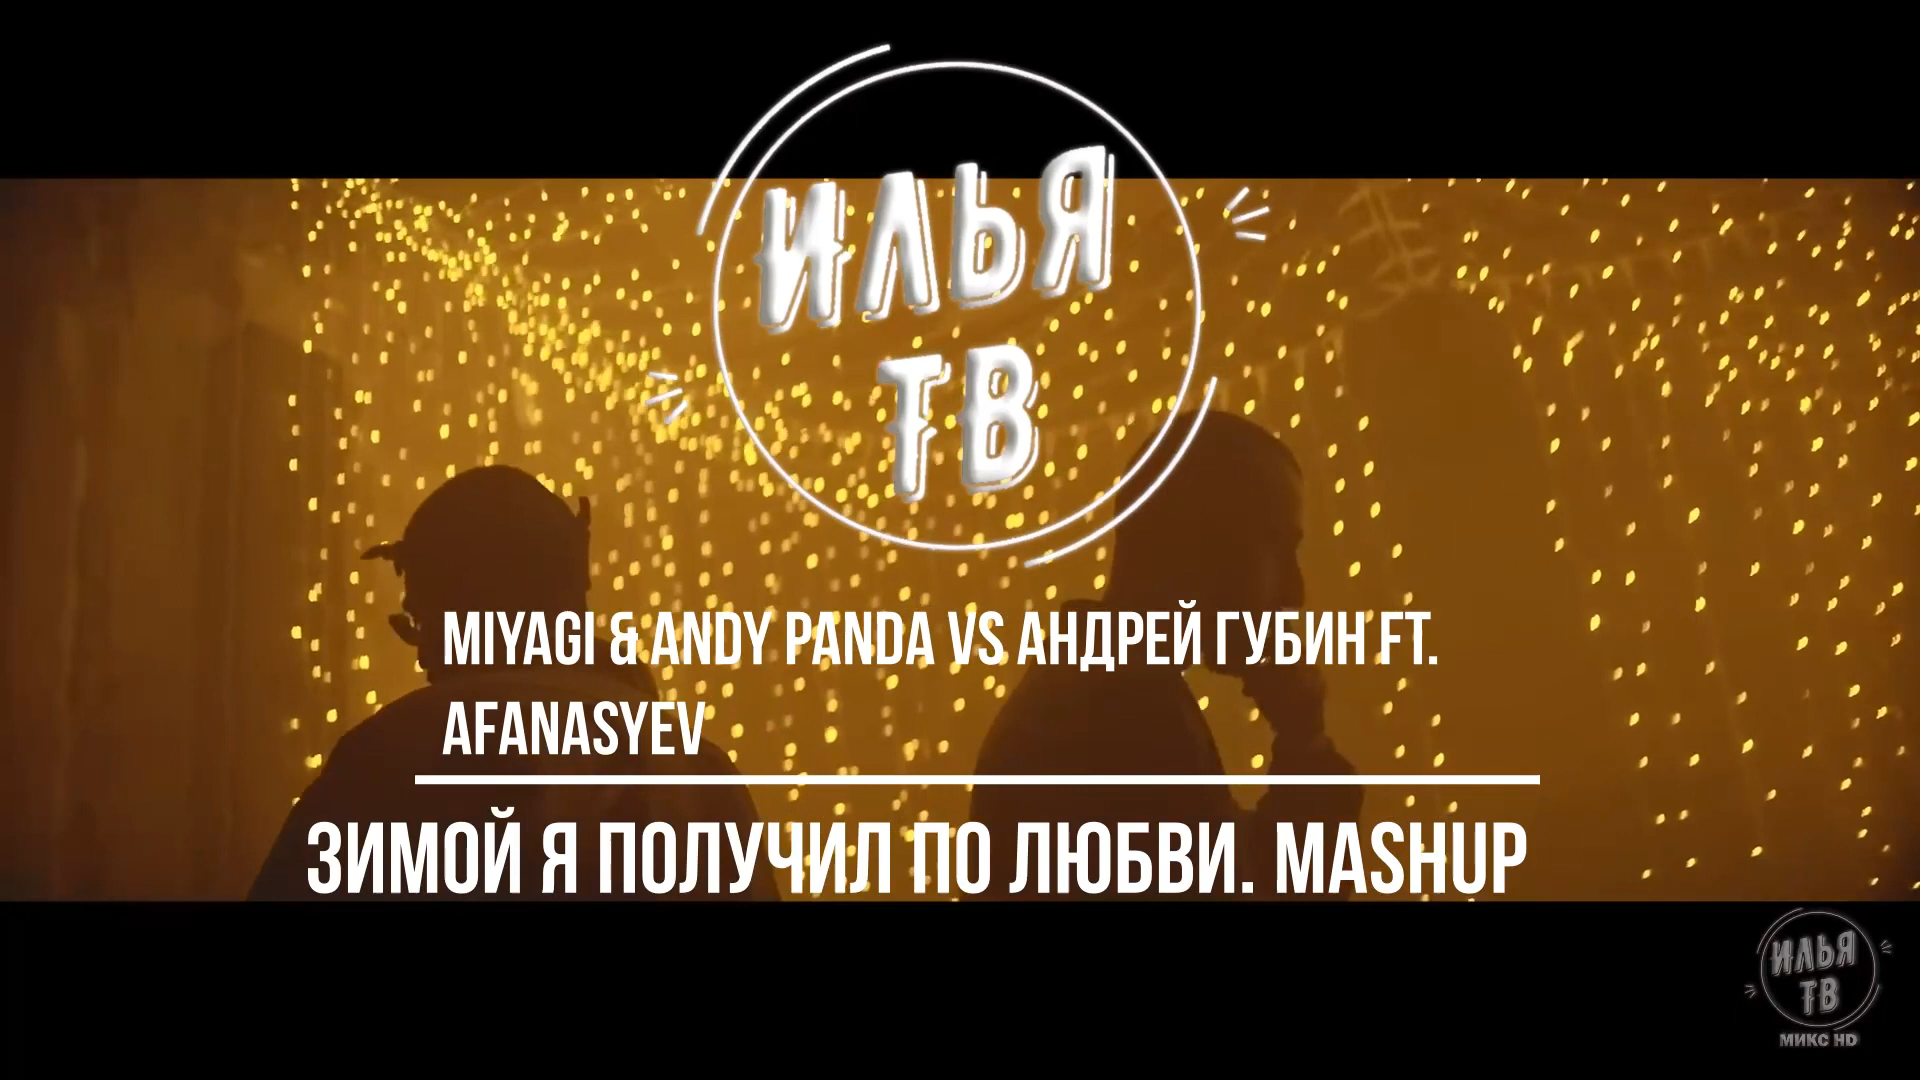 ИЛЬЯ
ТВ
MIYAGI & ANDY PANDA VS АНДРЕЙ ГУБИН FT.
AFANASYEV
ЗИМОЙ Я ПОЛУЧИЛ ПО ЛЮБВИ. MASHUP
ИЛЬЯ
ТВ
МИКС HD